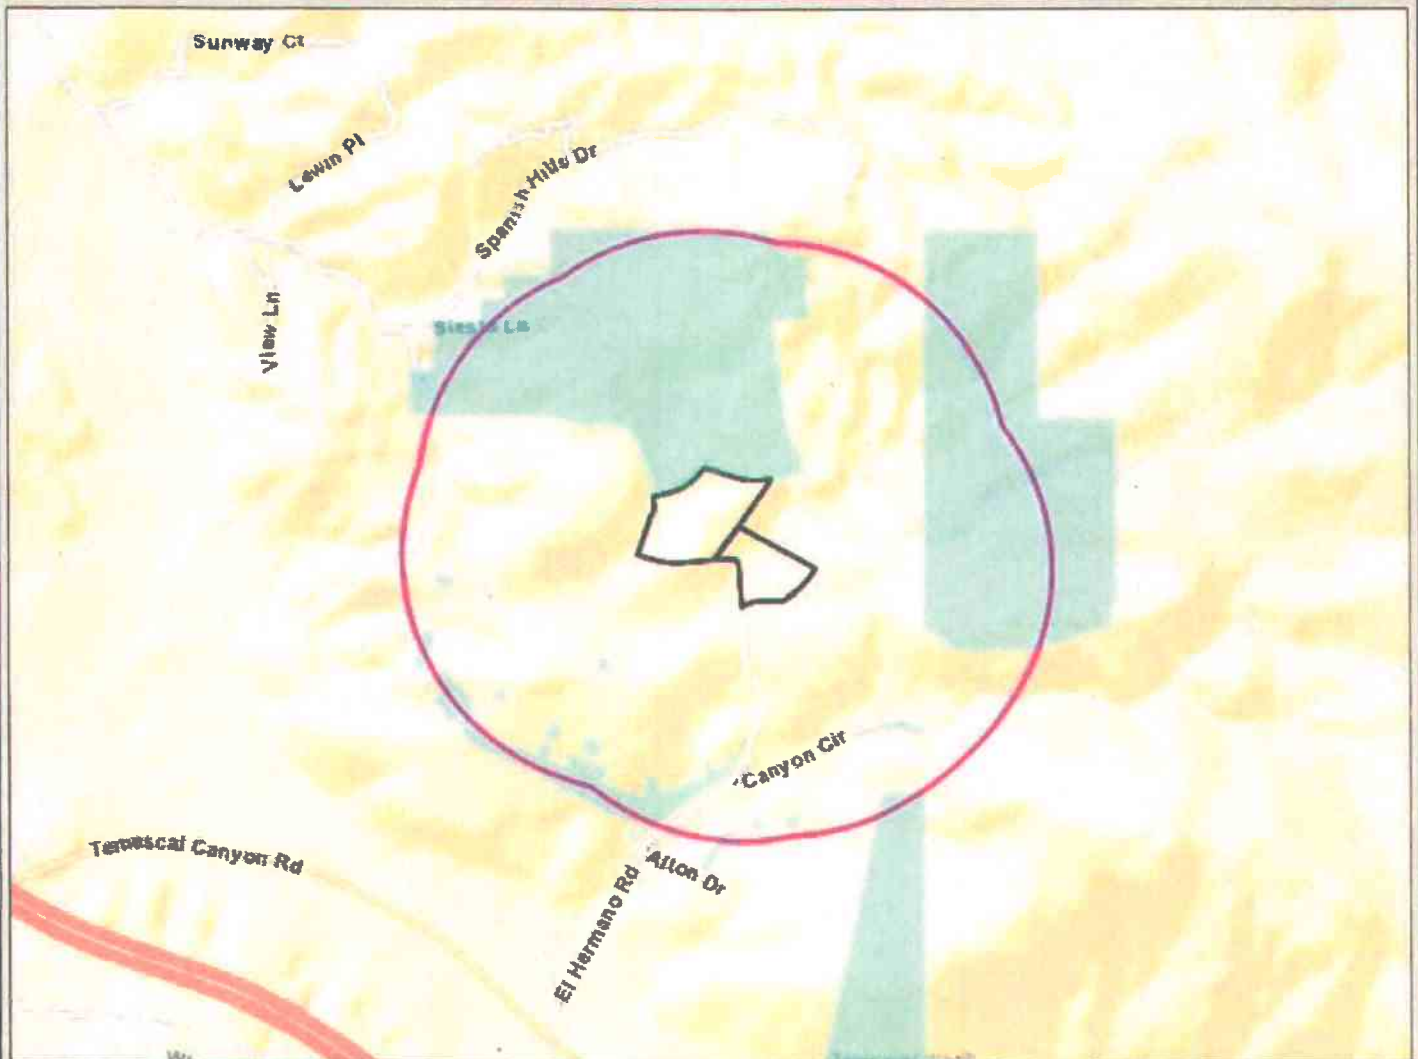 Sunway Ct
Lewin Pl
Spanish Hills Dr
View Ln
Siesta Ln
Canyon Cir
Temescal Canyon Rd
Alton Dr
El Hermano Rd